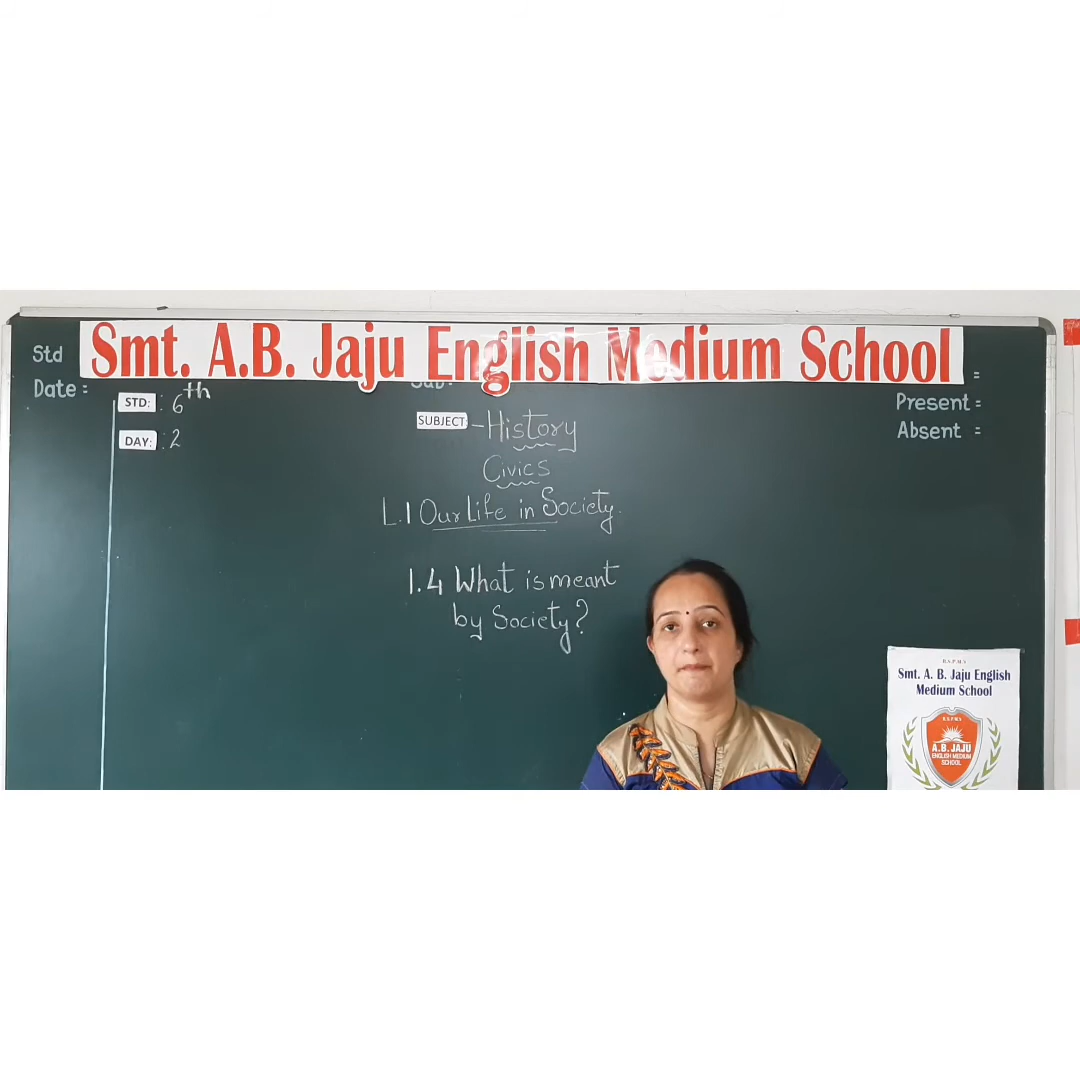 Smt. A.B. Jaju English Medium School
Std
Date :
STD: : 6th
DAY: : 2
SUBJECT: - History
Civics
L.1 Our Life in Society.
1.4 What is meant
by Society?
=
Present =
Absent =
Smt. A. B. Jaju English
Medium School
A.B. JAJU
ENGLISH MEDIUM
SCHOOL